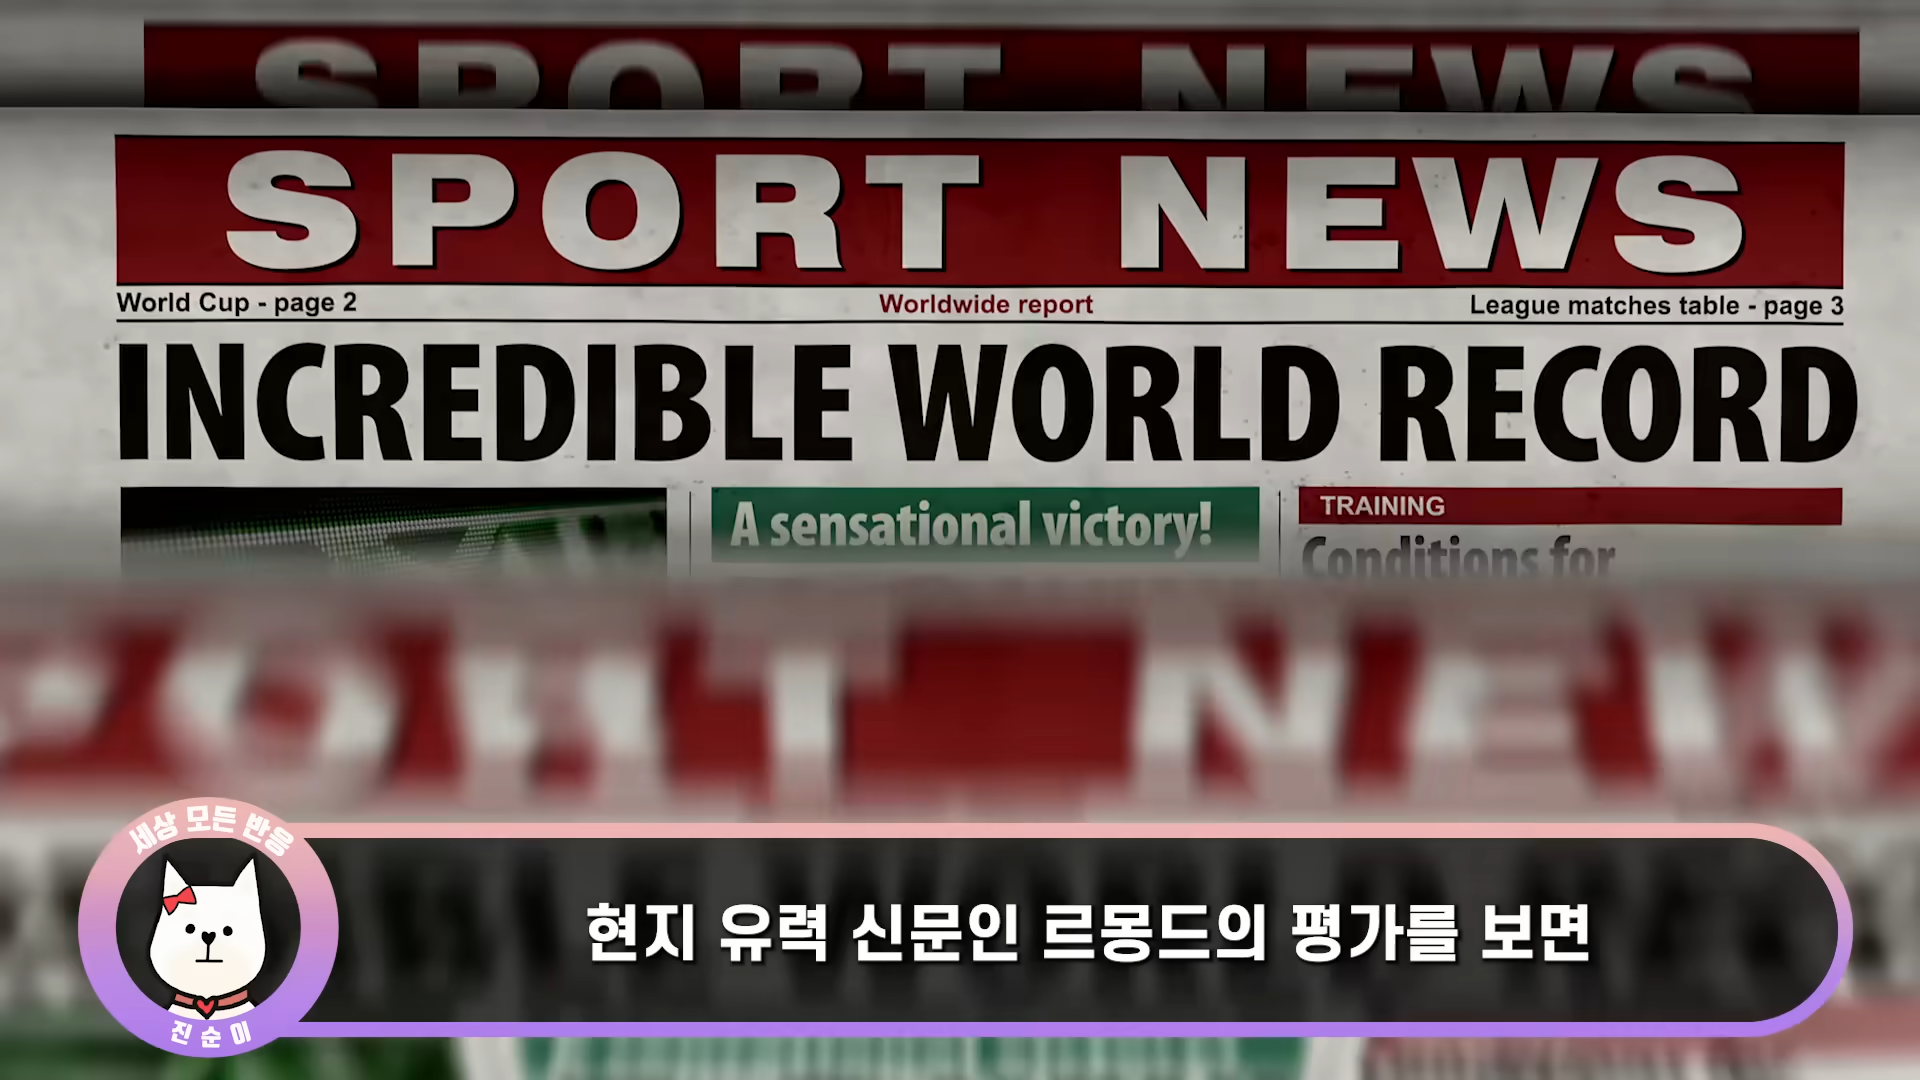 SPORT NEWS
SPORT NEWS
World Cup - page 2
Worldwide report
League matches table - page 3
INCREDIBLE WORLD RECORD
A sensational victory!
TRAINING
Conditions for
세상 모든 반응
현지 유력 신문인 르몽드의 평가를 보면
진순이